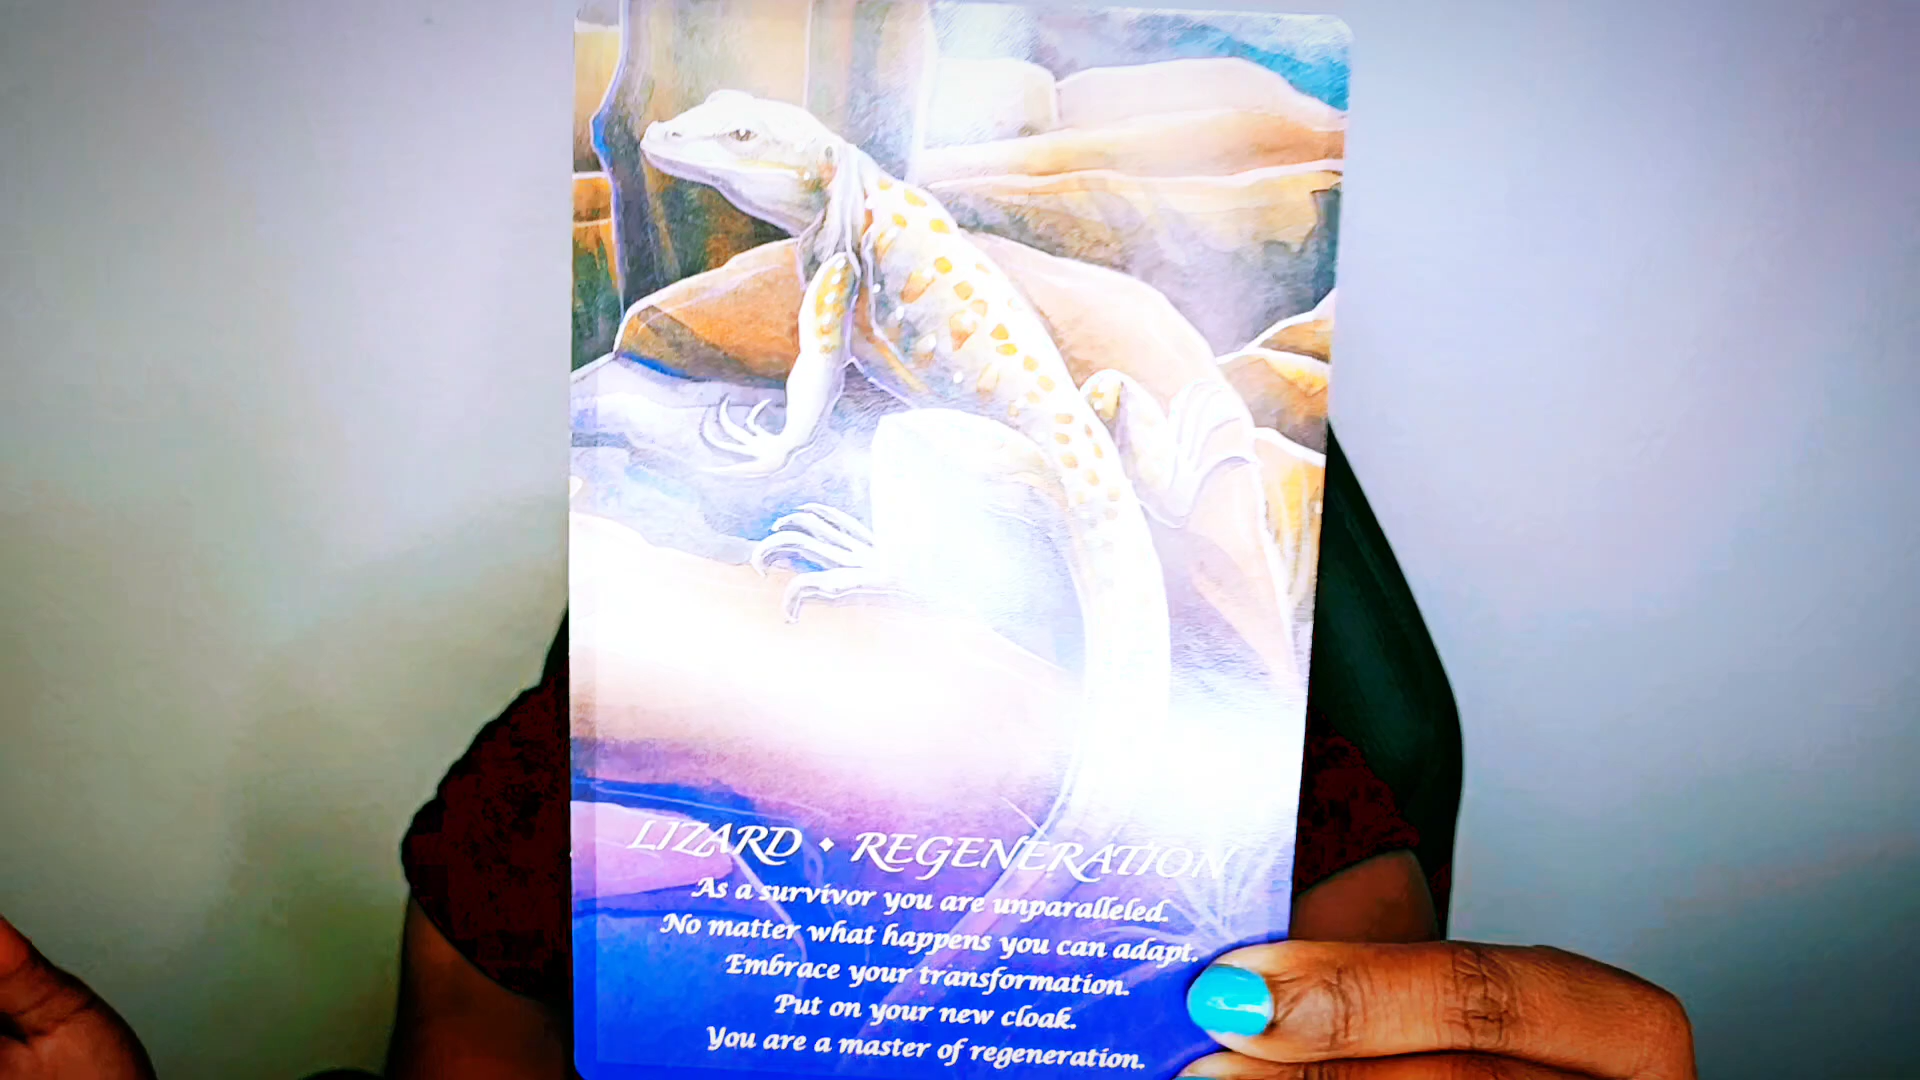 LIZARD • REGENERATION
As a survivor you are unparalleled.
No matter what happens you can adapt.
Embrace your transformation.
Put on your new cloak.
You are a master of regeneration.